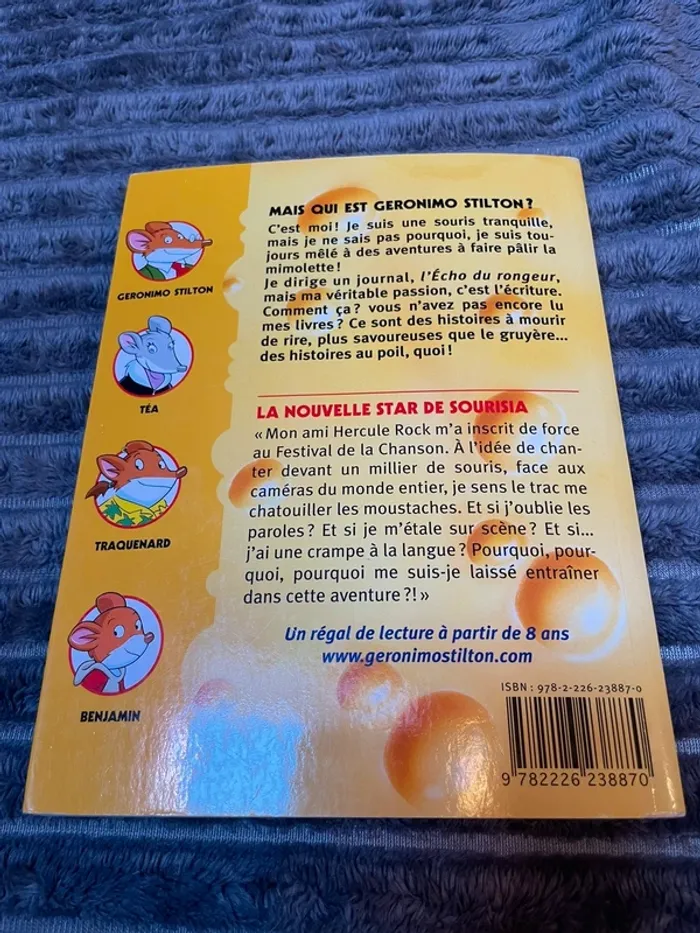 MAIS QUI EST GERONIMO STILTON ?
C'est moi ! Je suis une souris tranquille,
mais je ne sais pas pourquoi, je suis tou-
jours mêlé à des aventures à faire pâlir la
mimolette !
Je dirige un journal, l'Écho du rongeur,
mais ma véritable passion, c'est l'écriture.
Comment ça ? vous n'avez pas encore lu
mes livres ? Ce sont des histoires à mourir
de rire, plus savoureuses que le gruyère...
des histoires au poil, quoi !
GERONIMO STILTON
TÉA
TRAQUENARD
BENJAMIN
LA NOUVELLE STAR DE SOURISIA
« Mon ami Hercule Rock m'a inscrit de force
au Festival de la Chanson. À l'idée de chan-
ter devant un millier de souris, face aux
caméras du monde entier, je sens le trac me
chatouiller les moustaches. Et si j'oublie les
paroles ? Et si je m'étale sur scène ? Et si...
j'ai une crampe à la langue ? Pourquoi, pour-
quoi, pourquoi me suis-je laissé entraîner
dans cette aventure ?! »
Un régal de lecture à partir de 8 ans
www.geronimostilton.com
ISBN : 978-2-226-23887-0
9 782226 238870